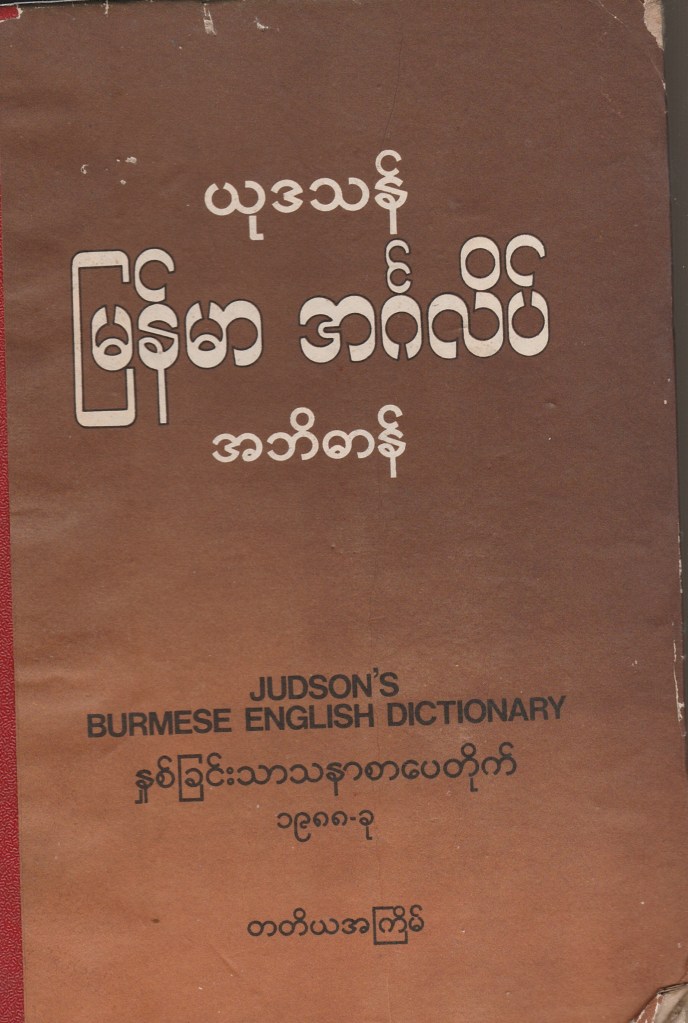 ယုဒသန်
မြန်မာ အင်္ဂလိပ်
အဘိဓာန်
JUDSON'S
BURMESE ENGLISH DICTIONARY
နှစ်ခြင်းသာသနာစာပေတိုက်
၁၉၈၈-ခု
တတိယအကြိမ်